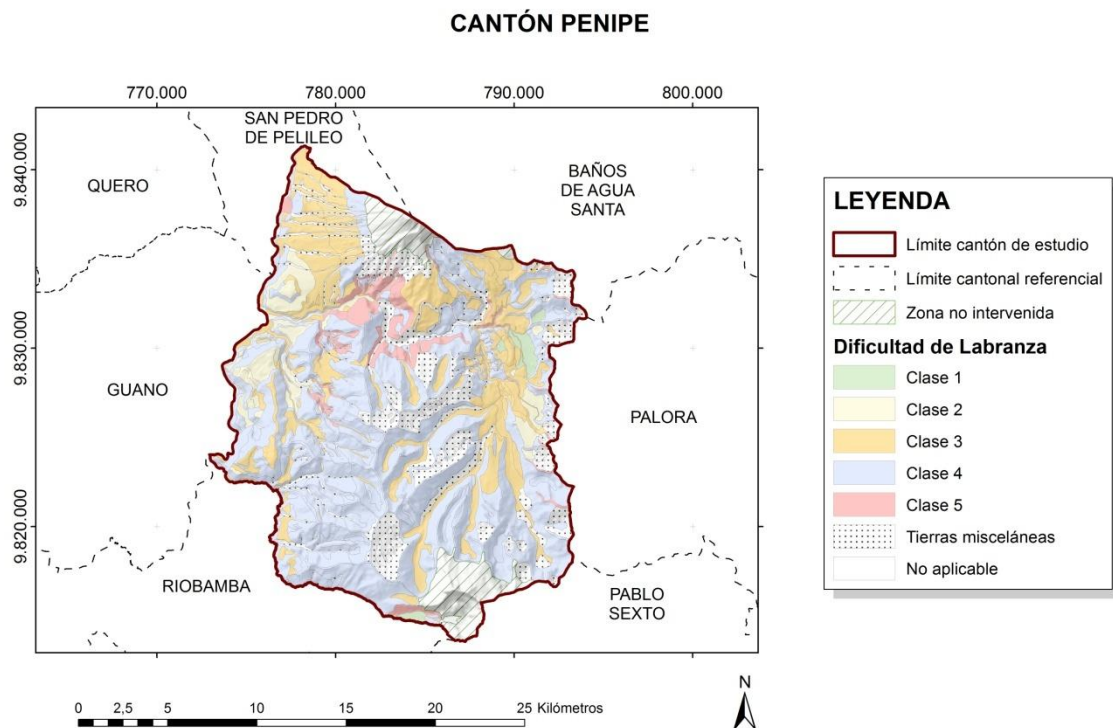 CANTÓN PENIPE
770.000
780.000
790.000
800.000
SAN PEDRO
DE PELILEO
QUERO
BAÑOS
DE AGUA
SANTA
9.840.000
9.830.000
GUANO
PALORA
9.820.000
RIOBAMBA
PABLO
SEXTO
LEYENDA
Límite cantón de estudio
Límite cantonal referencial
Zona no intervenida
Dificultad de Labranza
Clase 1
Clase 2
Clase 3
Clase 4
Clase 5
Tierras misceláneas
No aplicable
0 2,5 5 10 15 20 25 Kilómetros
N